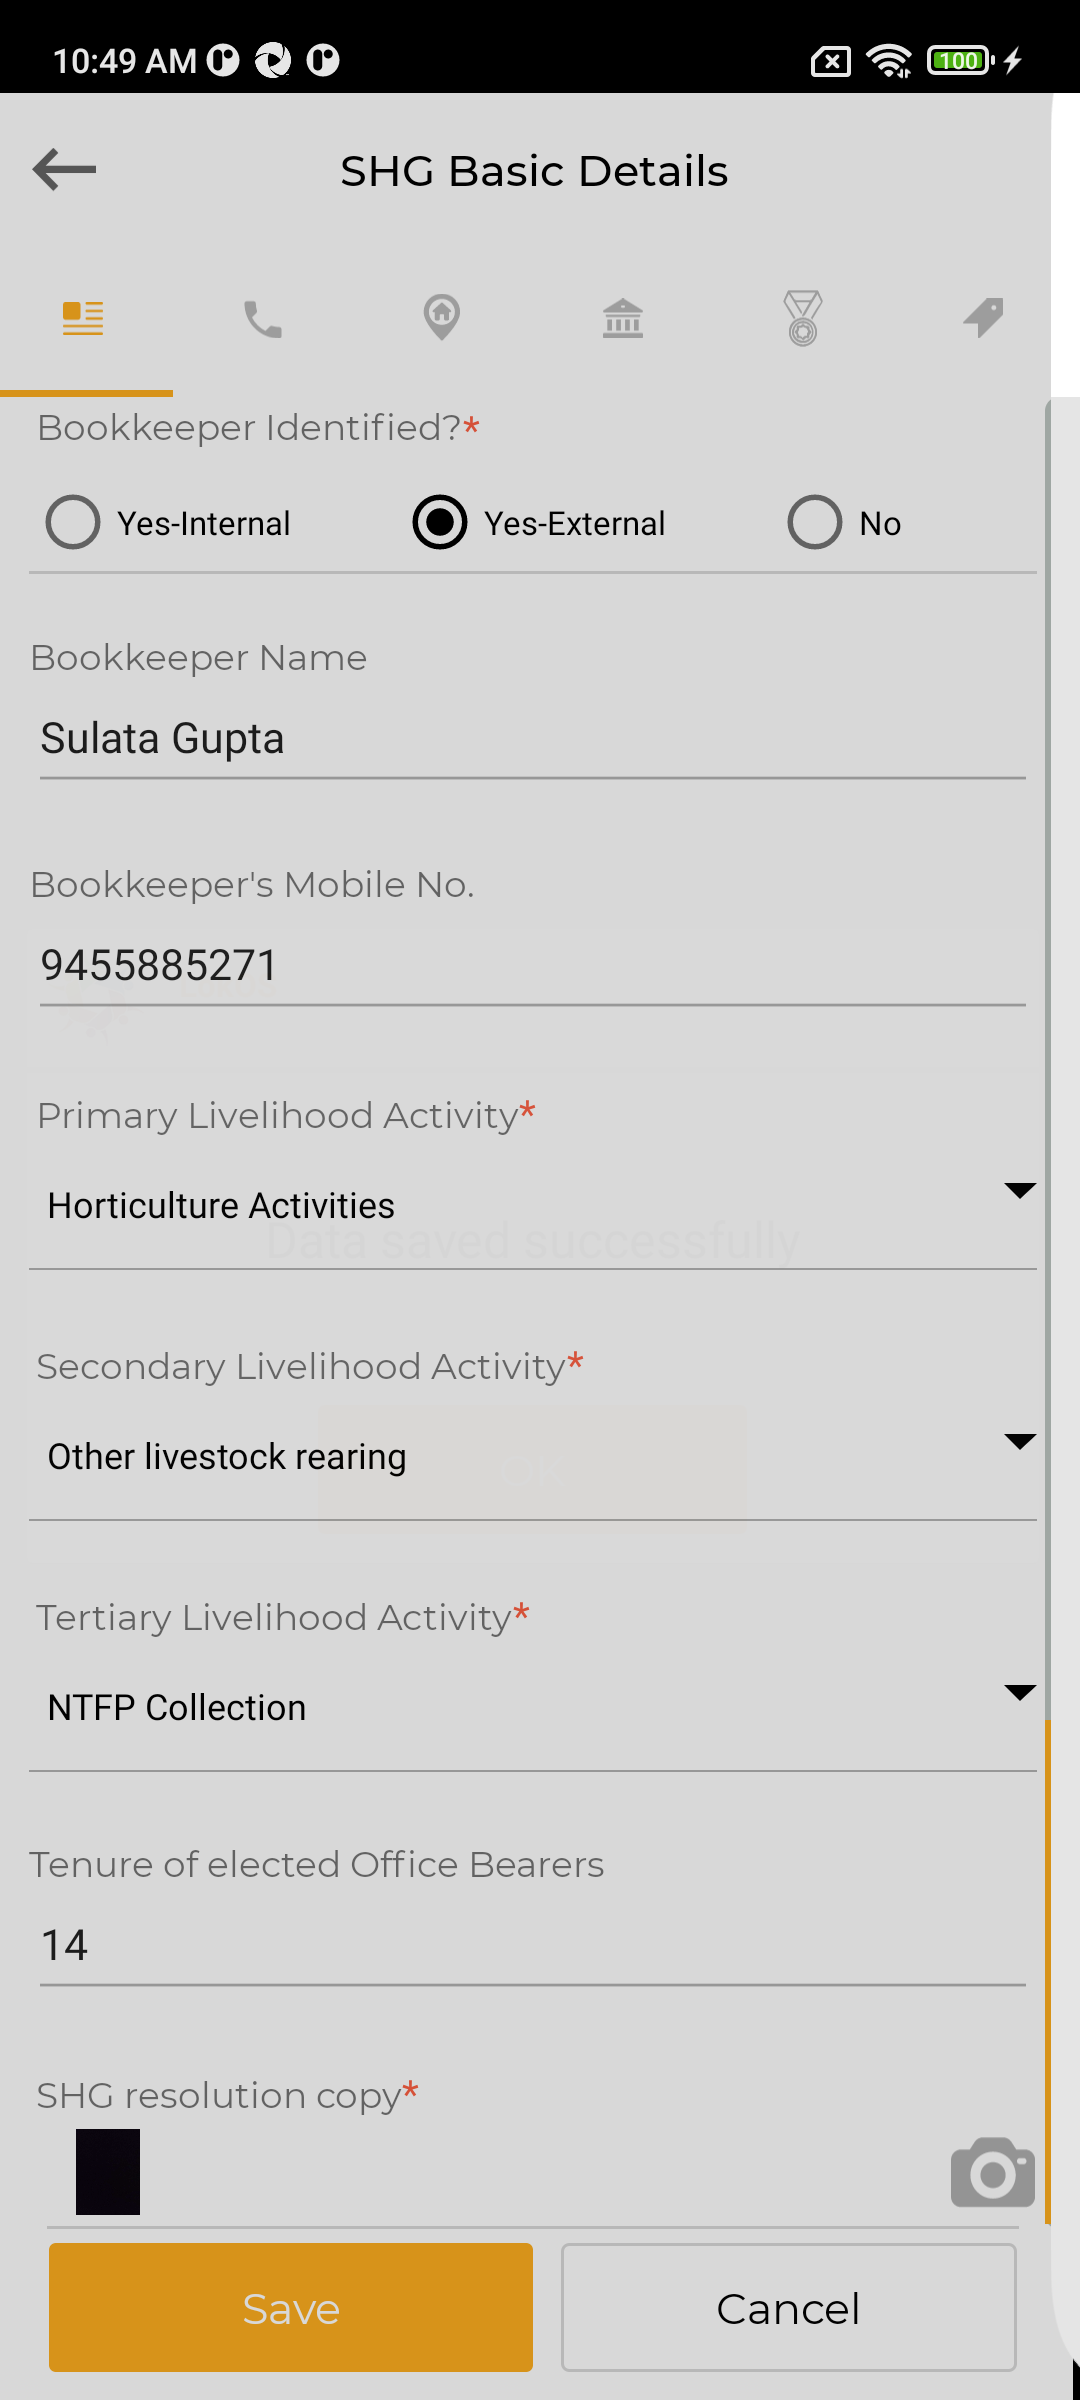 10:49 AM
100
SHG Basic Details
Bookkeeper Identified?*
Yes-Internal Yes-External No
Bookkeeper Name
Sulata Gupta
Bookkeeper's Mobile No.
9455885271
Primary Livelihood Activity*
Horticulture Activities
Data saved successfully
Secondary Livelihood Activity*
Other livestock rearing
OK
Tertiary Livelihood Activity*
NTFP Collection
Tenure of elected Office Bearers
14
SHG resolution copy*
Save Cancel